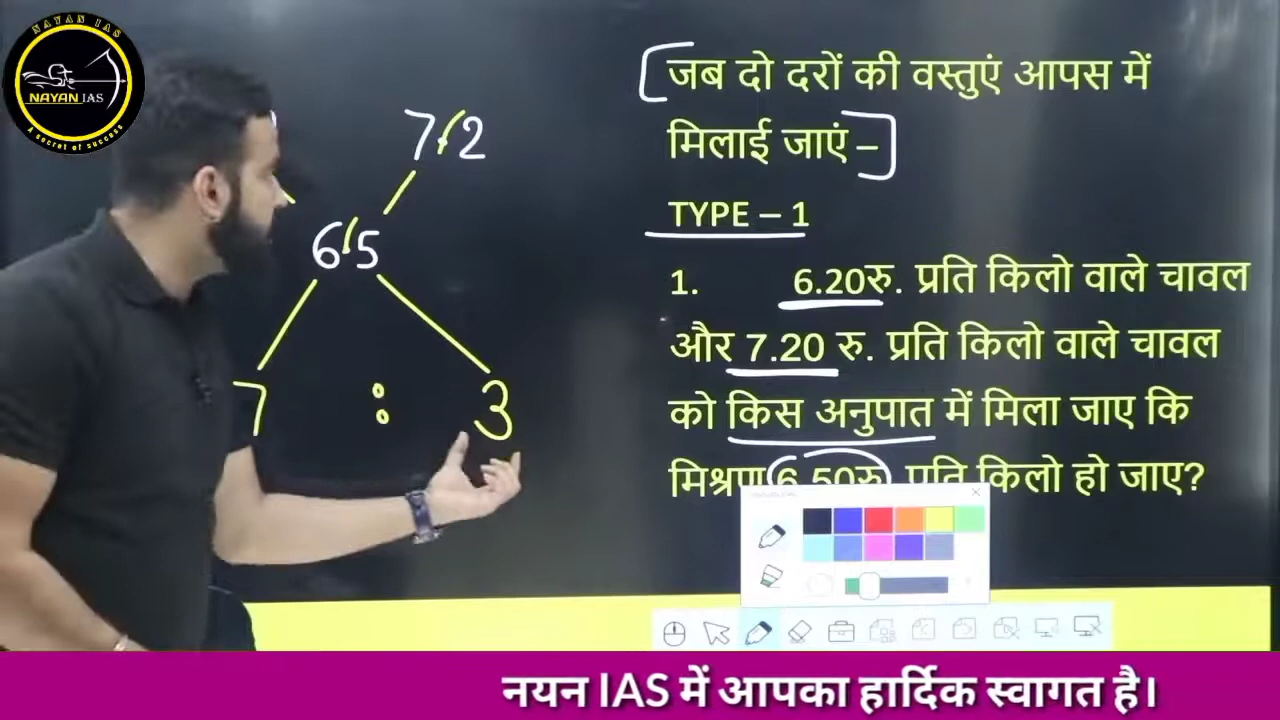 NAYAN IAS
NAYAN IAS
A secret of success
जब दो दरों की वस्तुएं आपस में
मिलाई जाएं –
TYPE – 1
1. 6.20रु. प्रति किलो वाले चावल
और 7.20 रु. प्रति किलो वाले चावल
को किस अनुपात में मिला जाए कि
मिश्रण 6.50रु. प्रति किलो हो जाए?
7.2
6.5
7 : 3
नयन IAS में आपका हार्दिक स्वागत है।